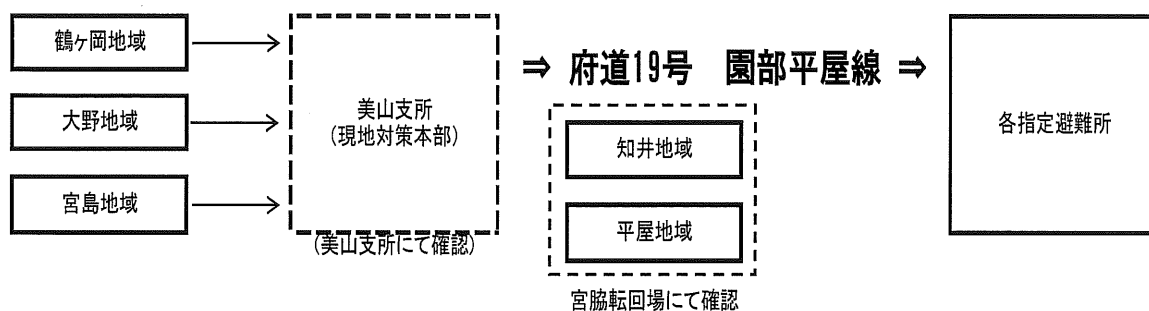 鶴ヶ岡地域
大野地域
宮島地域
美山支所
(現地対策本部)
(美山支所にて確認)
⇒ 府道19号 園部平屋線 ⇒
知井地域
平屋地域
宮脇転回場にて確認
各指定避難所